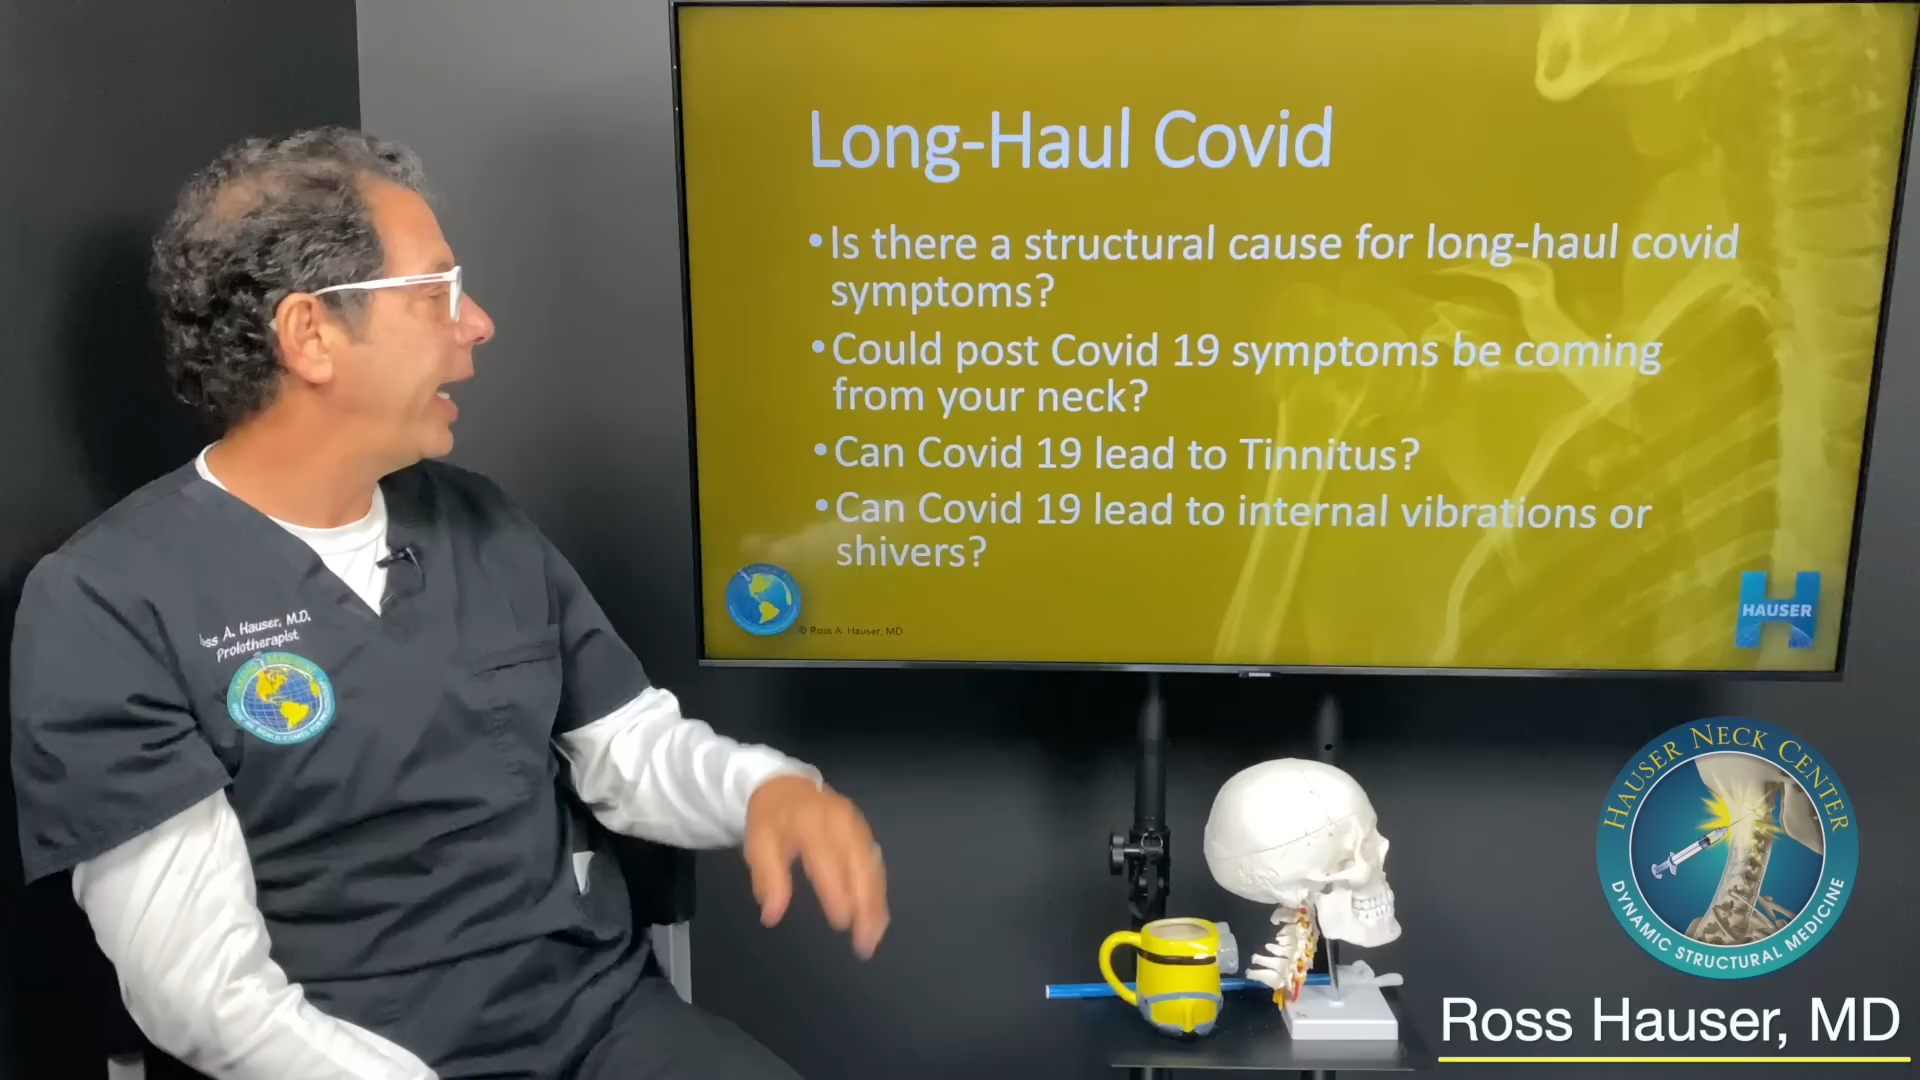 Long-Haul Covid
•Is there a structural cause for long-haul covid
symptoms?
•Could post Covid 19 symptoms be coming
from your neck?
•Can Covid 19 lead to Tinnitus?
•Can Covid 19 lead to internal vibrations or
shivers?
© Ross A. Hauser, MD
HAUSER
A. Hauser, M.D.
Prolotherapist
HAUSER NECK CENTER
DYNAMIC STRUCTURAL MEDICINE
Ross Hauser, MD